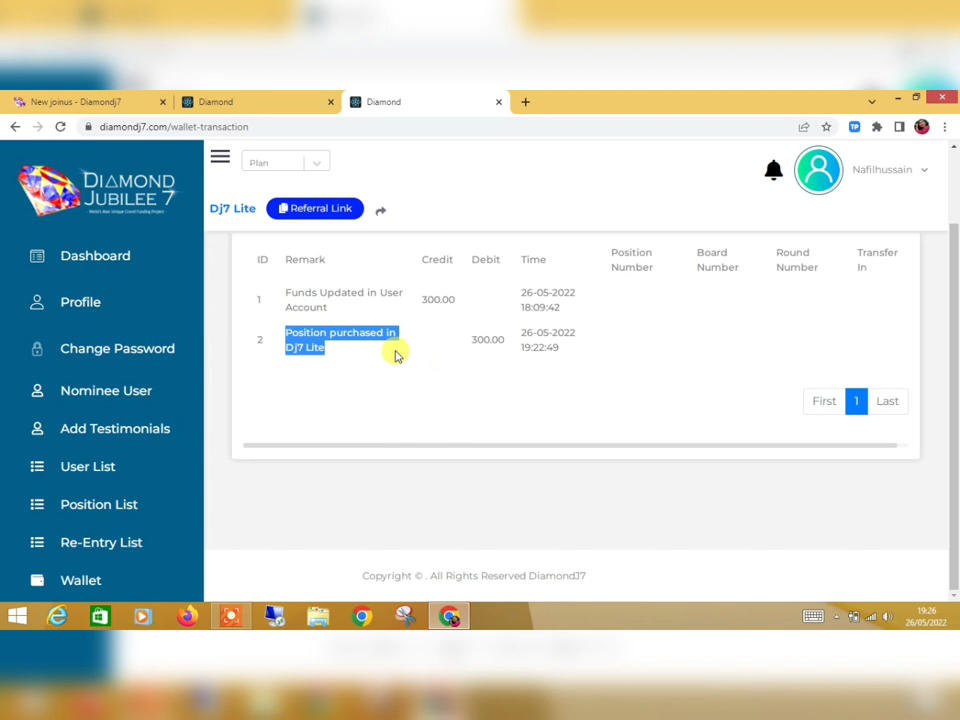 New joinus - Diamondj7
Diamond
Diamond
diamondj7.com/wallet-transaction
DIAMOND
JUBILEE 7
Plan
Nafilhussain
Dj7 Lite
Referral Link
ID Remark Credit Debit Time Position Number Board Number Round Number Transfer In
1 Funds Updated in User Account 300.00 26-05-2022 18:09:42
2 Position purchased in Dj7 Lite 300.00 26-05-2022 19:22:49
First 1 Last
Dashboard
Profile
Change Password
Nominee User
Add Testimonials
User List
Position List
Re-Entry List
Wallet
Copyright © . All Rights Reserved DiamondJ7
19:26
26/05/2022